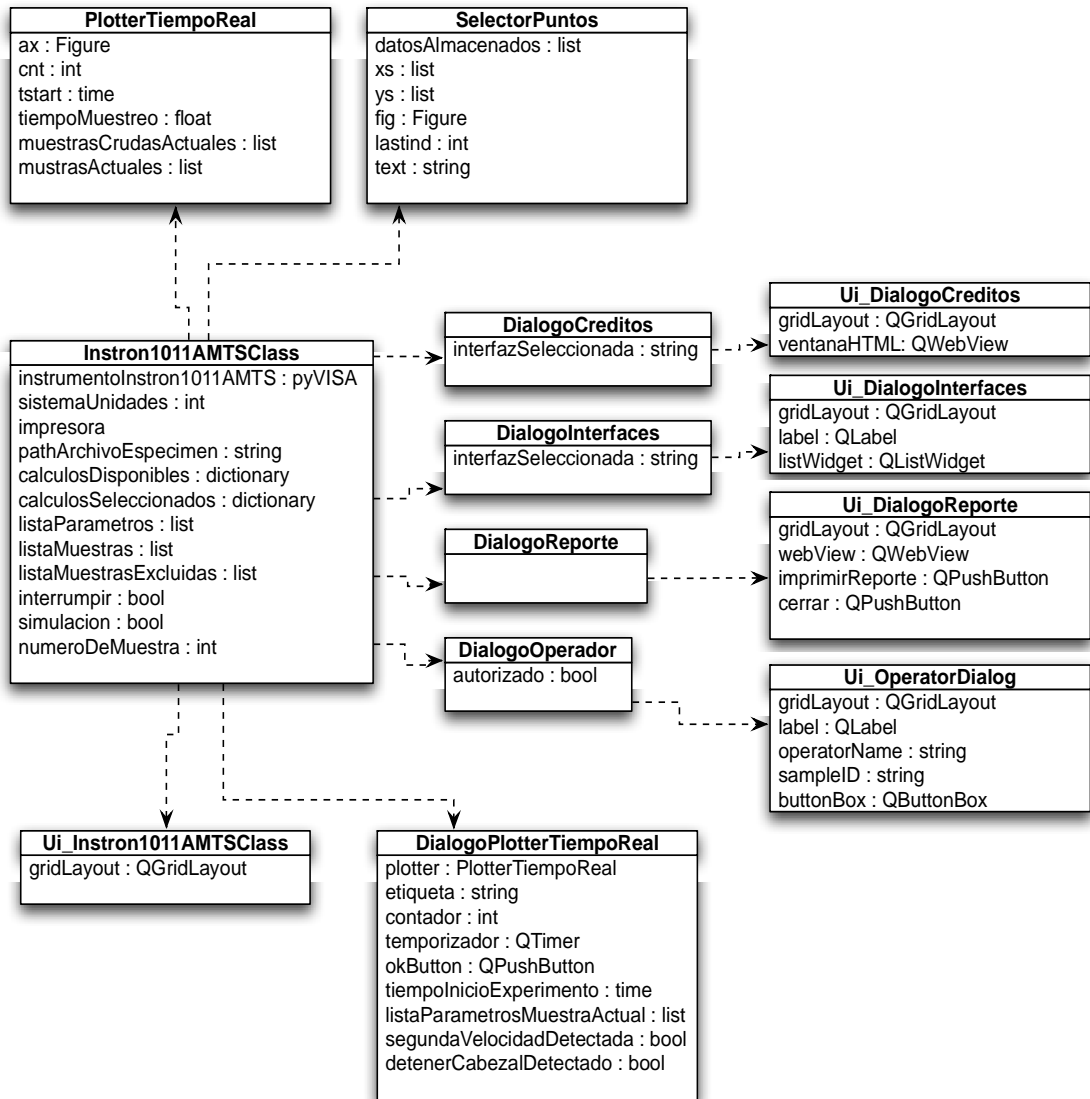 PlotterTiempoReal
ax : Figure
cnt : int
tstart : time
tiempoMuestreo : float
muestrasCrudasActuales : list
mustrasActuales : list
SelectorPuntos
datosAlmacenados : list
xs : list
ys : list
fig : Figure
lastind : int
text : string
Instron1011AMTSClass
instrumentoInstron1011AMTS : pyVISA
sistemaUnidades : int
impresora
pathArchivoEspecimen : string
calculosDisponibles : dictionary
calculosSeleccionados : dictionary
listaParametros : list
listaMuestras : list
listaMuestrasExcluidas : list
interrumpir : bool
simulacion : bool
numeroDeMuestra : int
DialogoCreditos
interfazSeleccionada : string
DialogoInterfaces
interfazSeleccionada : string
DialogoReporte
DialogoOperador
autorizado : bool
Ui_DialogoCreditos
gridLayout : QGridLayout
ventanaHTML: QWebView
Ui_DialogoInterfaces
gridLayout : QGridLayout
label : QLabel
listWidget : QListWidget
Ui_DialogoReporte
gridLayout : QGridLayout
webView : QWebView
imprimirReporte : QPushButton
cerrar : QPushButton
Ui_OperatorDialog
gridLayout : QGridLayout
label : QLabel
operatorName : string
sampleID : string
buttonBox : QButtonBox
Ui_Instron1011AMTSClass
gridLayout : QGridLayout
DialogoPlotterTiempoReal
plotter : PlotterTiempoReal
etiqueta : string
contador : int
temporizador : QTimer
okButton : QPushButton
tiempoInicioExperimento : time
listaParametrosMuestraActual : list
segundaVelocidadDetectada : bool
detenerCabezalDetectado : bool